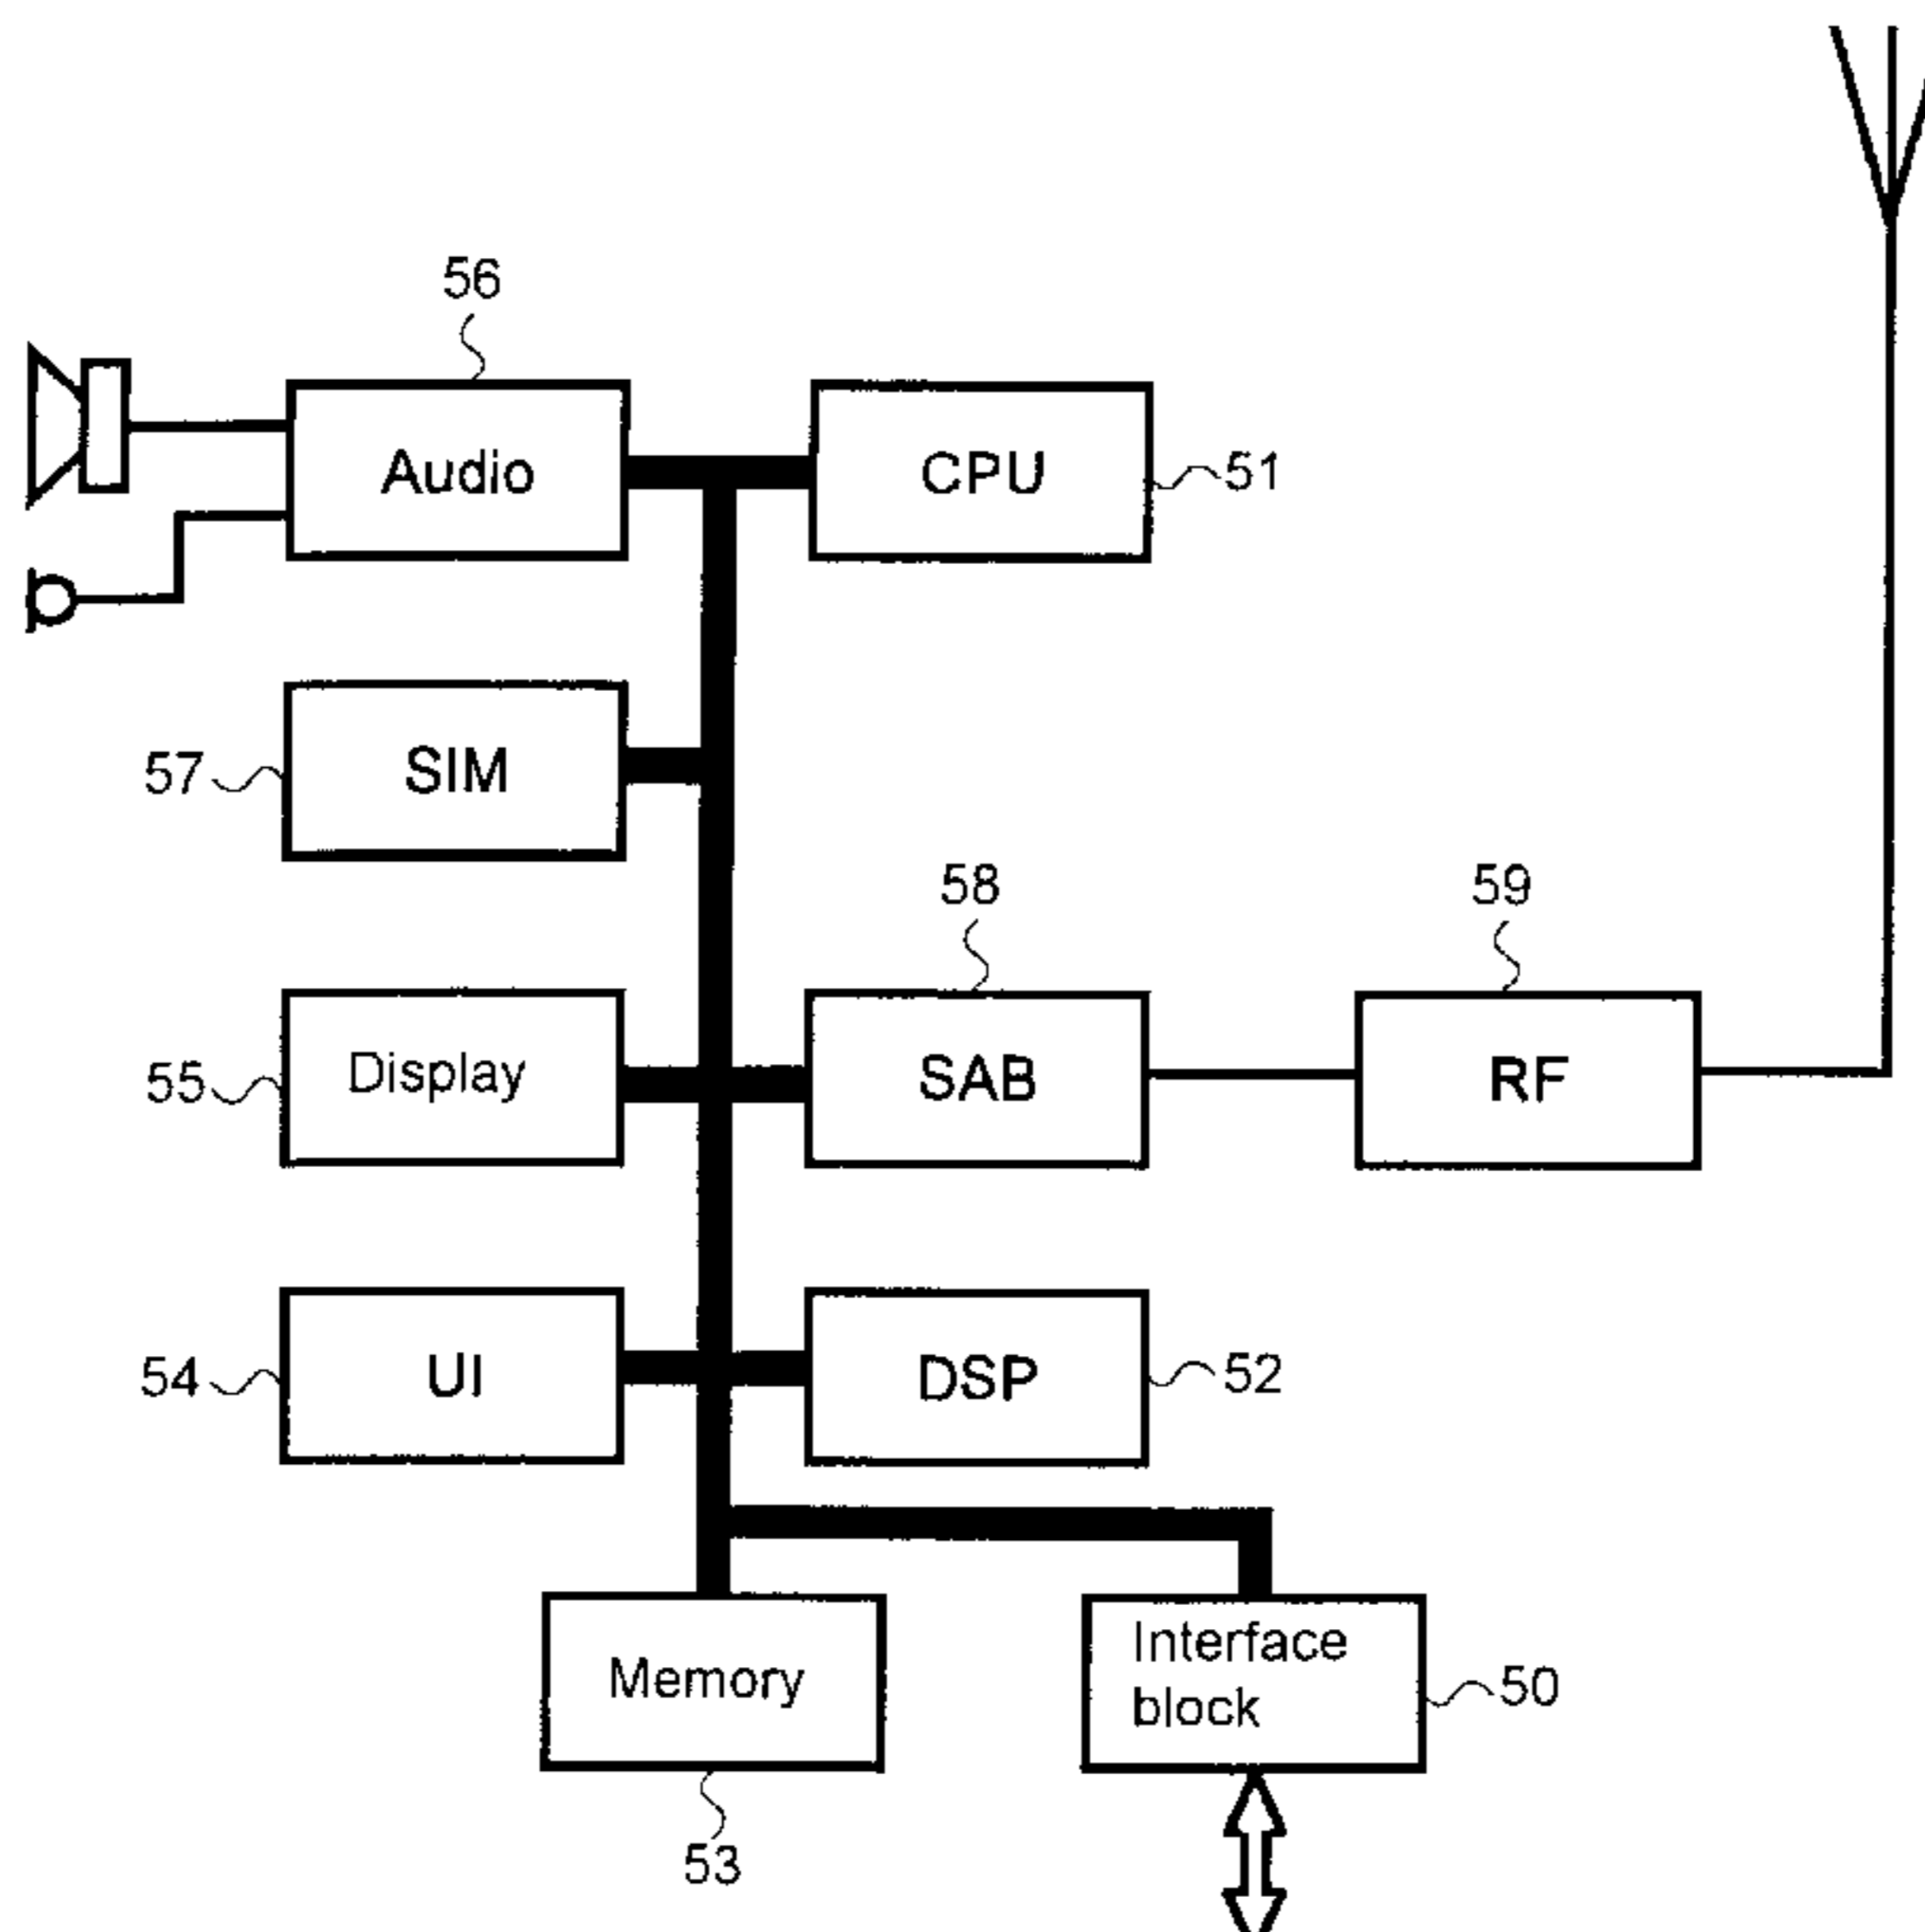 56
Audio
CPU
51
57
SIM
58
59
55
Display
SAB
RF
54
UI
DSP
52
Memory
Interface
block
50
53